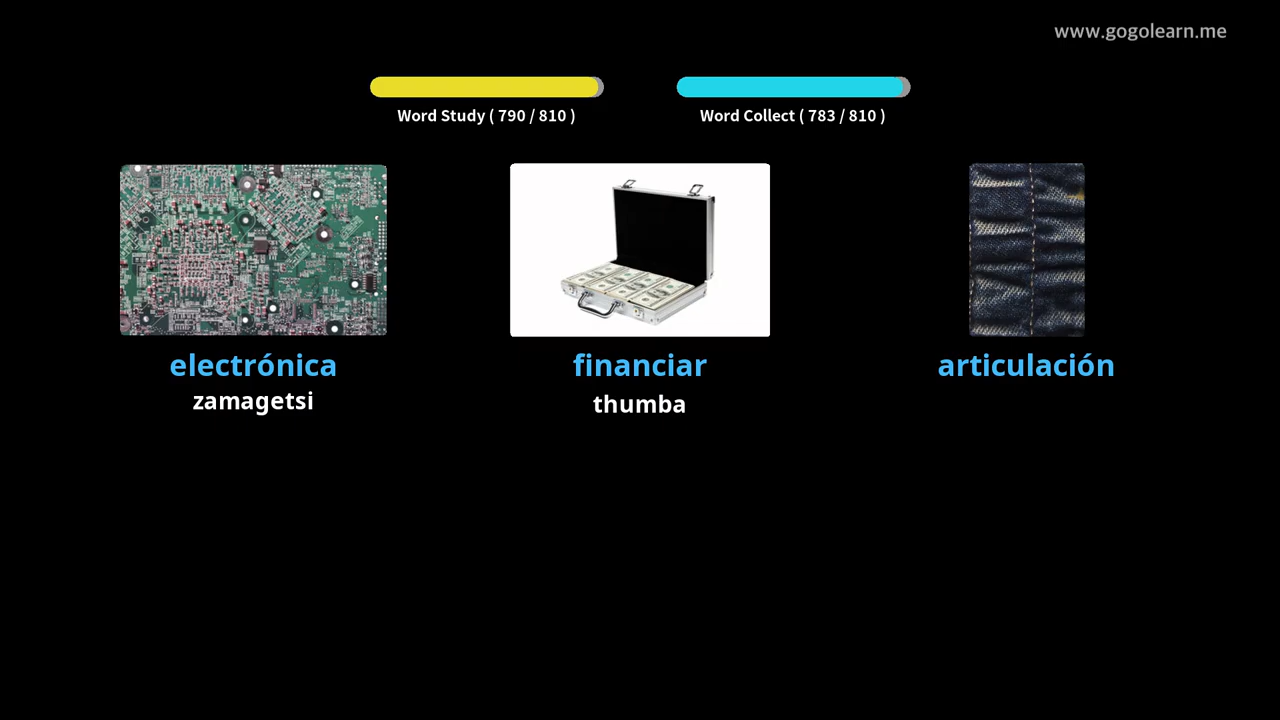 www.gogolearn.me
Word Study ( 790 / 810 )
Word Collect ( 783 / 810 )
electrónica
zamagetsi
financiar
thumba
articulación